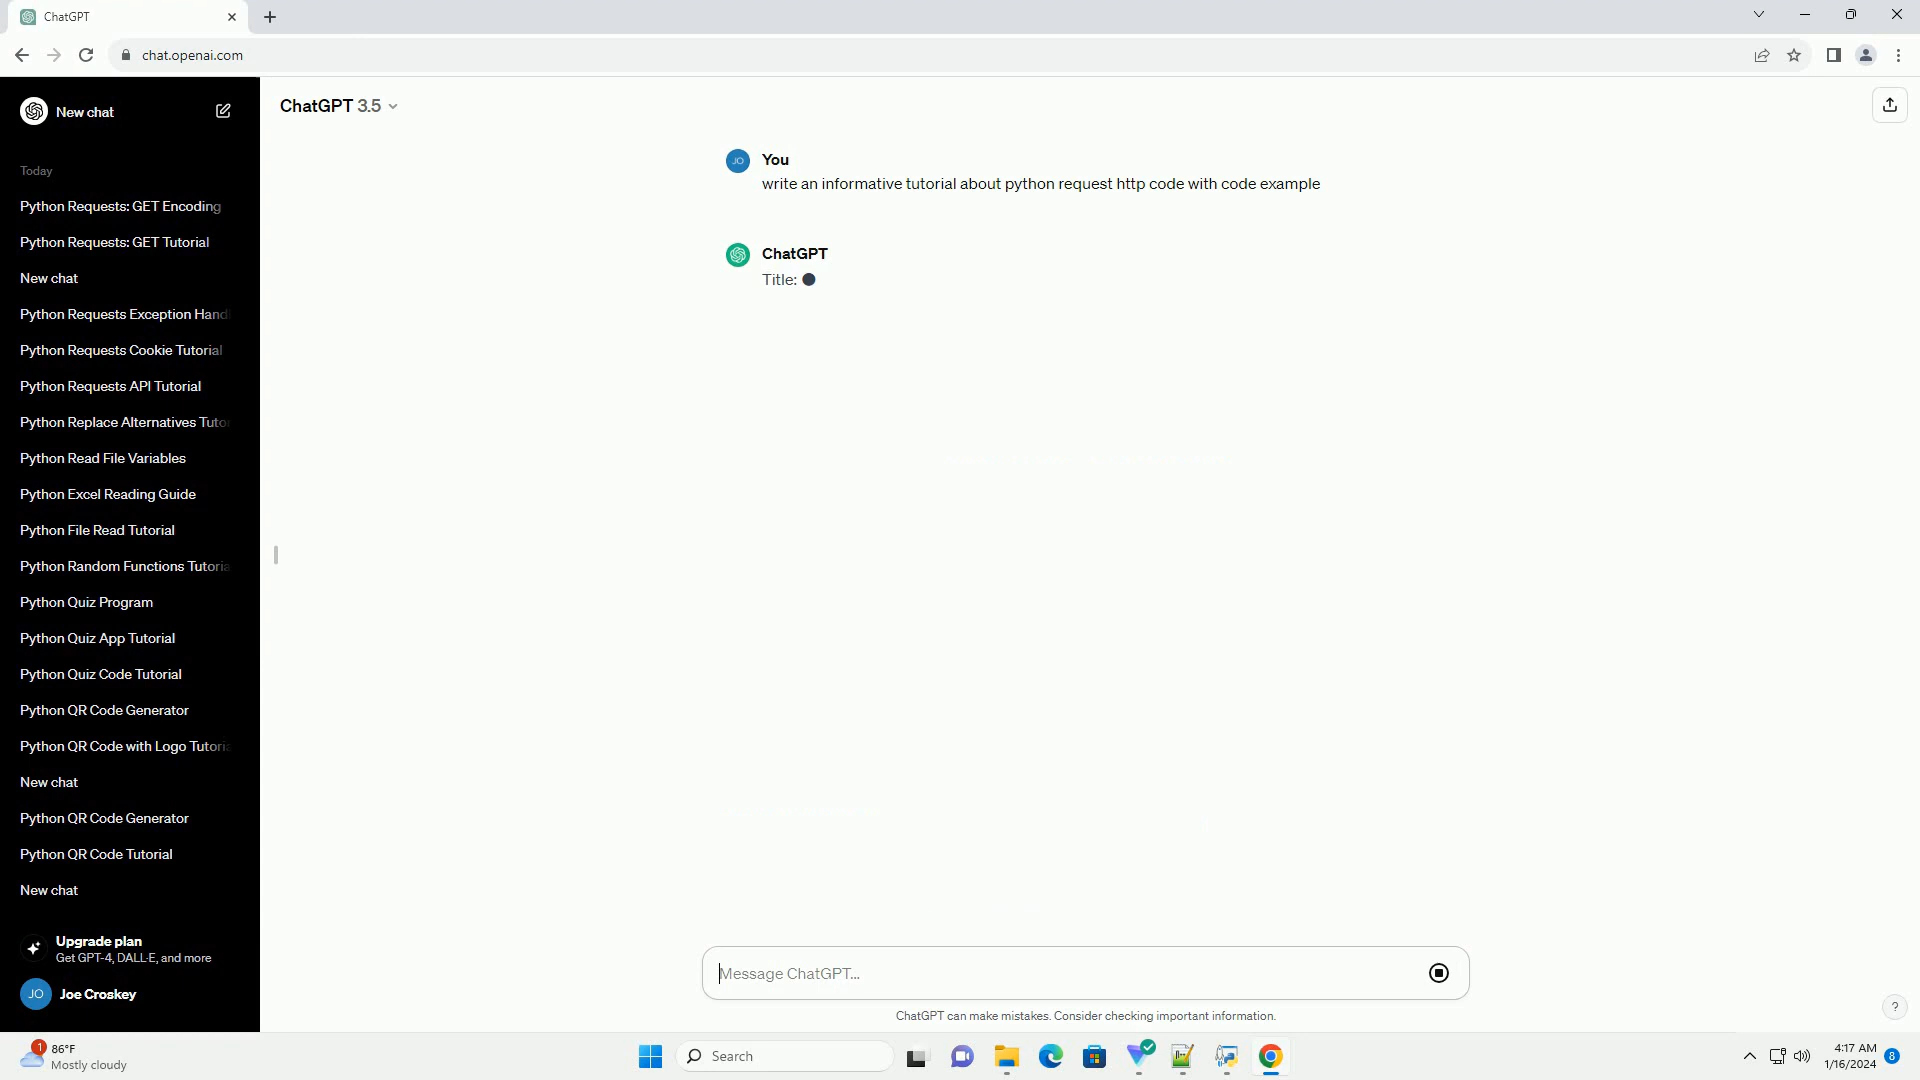 ChatGPT
chat.openai.com
New chat
Today
Python Requests: GET Encoding
Python Requests: GET Tutorial
New chat
Python Requests Exception Hand
Python Requests Cookie Tutorial
Python Requests API Tutorial
Python Replace Alternatives Tuto
Python Read File Variables
Python Excel Reading Guide
Python File Read Tutorial
Python Random Functions Tutoria
Python Quiz Program
Python Quiz App Tutorial
Python Quiz Code Tutorial
Python QR Code Generator
Python QR Code with Logo Tutoria
New chat
Python QR Code Generator
Python QR Code Tutorial
New chat
Upgrade plan
Get GPT-4, DALL·E, and more
JO Joe Croskey
ChatGPT 3.5
JO You
write an informative tutorial about python request http code with code example
ChatGPT
Title:
Message ChatGPT...
ChatGPT can make mistakes. Consider checking important information.
?
1
86°F
Mostly cloudy
Search
4:17 AM
1/16/2024
8